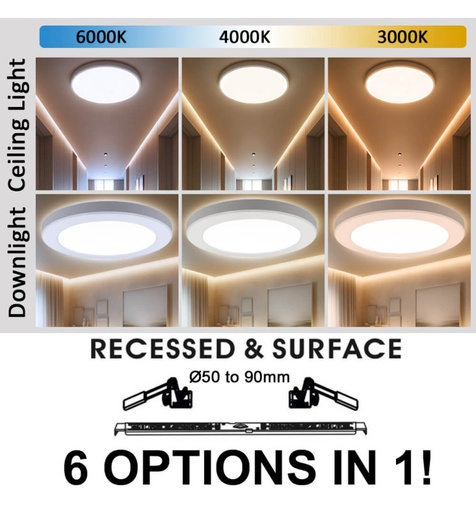 6000K 4000K 3000K
Ceiling Light
Downlight
RECESSED & SURFACE
Ø50 to 90mm
6 OPTIONS IN 1!